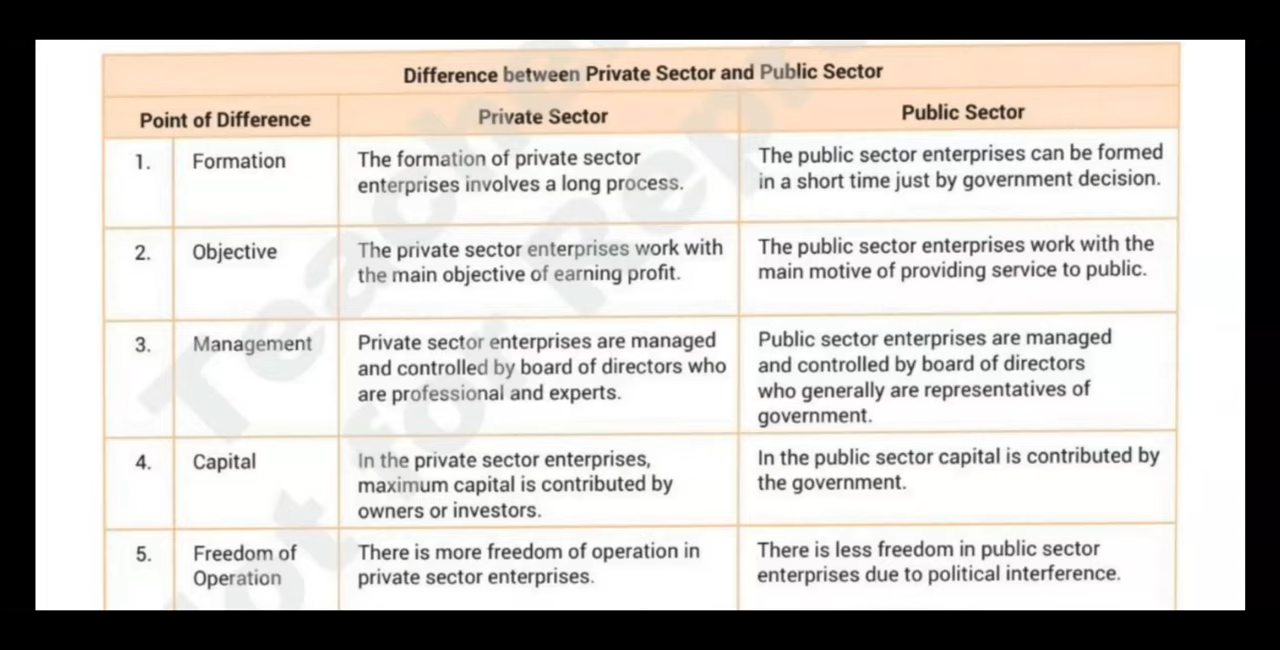 Difference between Private Sector and Public Sector
Point of Difference
Private Sector
Public Sector
1.
Formation
The formation of private sector
enterprises involves a long process.
The public sector enterprises can be formed
in a short time just by government decision.
2.
Objective
The private sector enterprises work with
the main objective of earning profit.
The public sector enterprises work with the
main motive of providing service to public.
3.
Management
Private sector enterprises are managed
and controlled by board of directors who
are professional and experts.
Public sector enterprises are managed
and controlled by board of directors
who generally are representatives of
government.
4.
Capital
In the private sector enterprises,
maximum capital is contributed by
owners or investors.
In the public sector capital is contributed by
the government.
5.
Freedom of
Operation
There is more freedom of operation in
private sector enterprises.
There is less freedom in public sector
enterprises due to political interference.